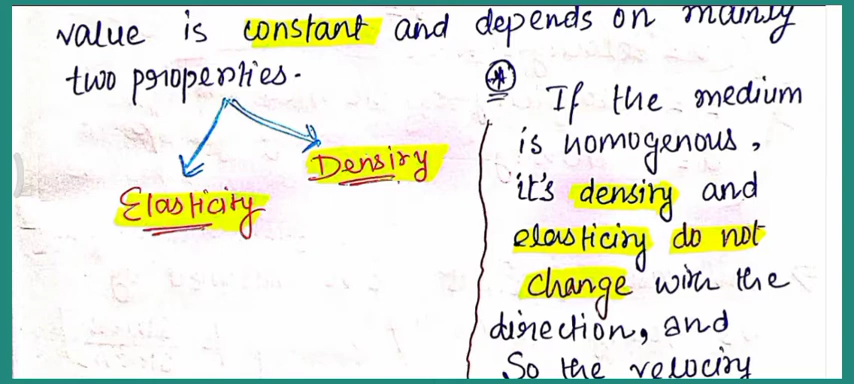 value is constant and depends on mainly
two properties.
Elasticity
Density
If the medium
is homogenous,
it's density and
elasticity do not
change with the
direction, and
So the velocity